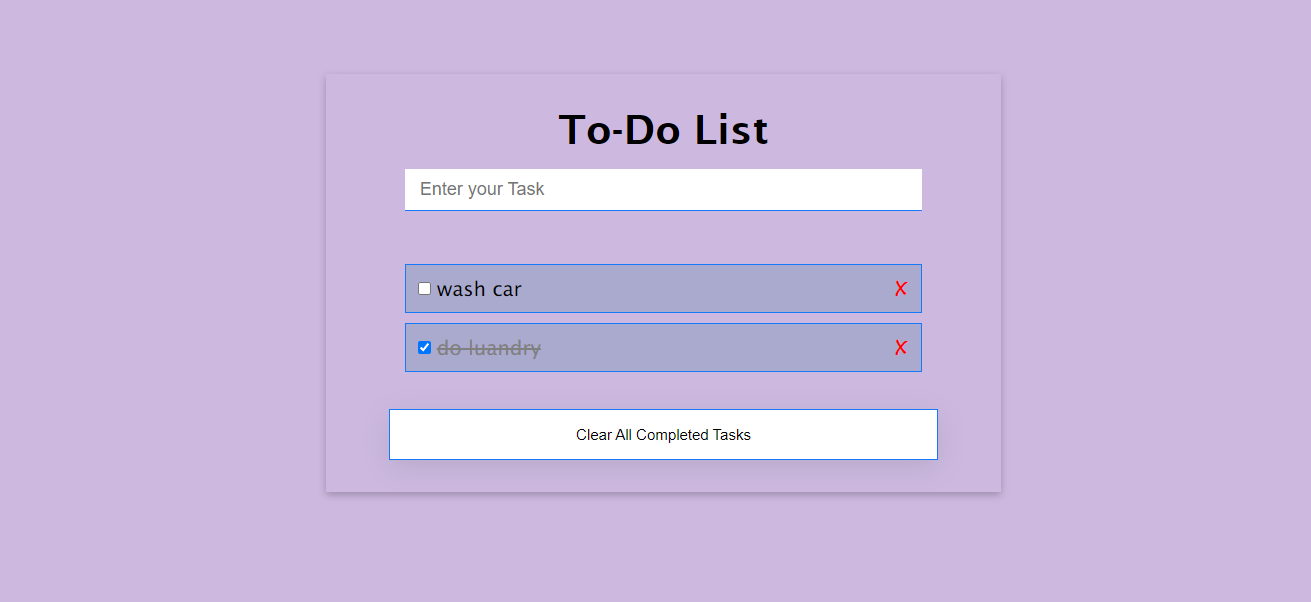 To-Do List
Enter your Task
wash car ✗
do luandry ✗
Clear All Completed Tasks